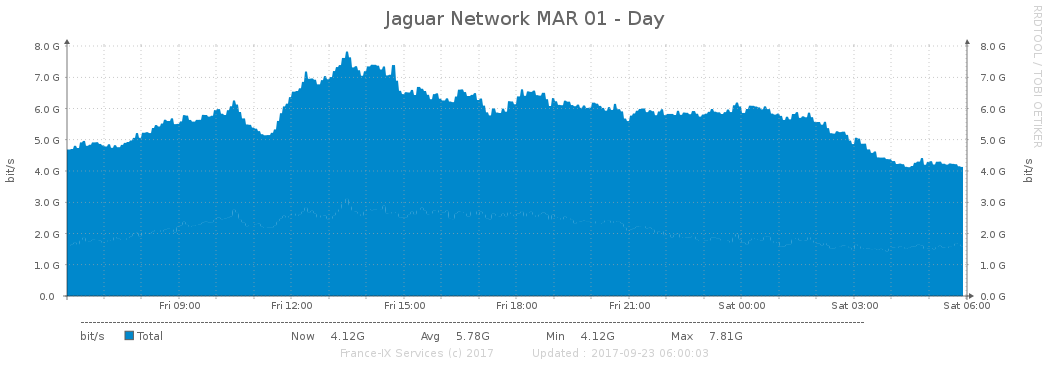 Jaguar Network MAR 01 - Day
RRDTOOL / TOBI OETIKER
8.0 G 8.0 G
7.0 G 7.0 G
6.0 G 6.0 G
5.0 G 5.0 G
4.0 G 4.0 G
3.0 G 3.0 G
2.0 G 2.0 G
1.0 G 1.0 G
0.0 0.0 G
bit/s bit/s
Fri 09:00 Fri 12:00 Fri 15:00 Fri 18:00 Fri 21:00 Sat 00:00 Sat 03:00 Sat 06:00
bit/s Total Now 4.12G Avg 5.78G Min 4.12G Max 7.81G
France-IX Services (c) 2017 Updated : 2017-09-23 06:00:03